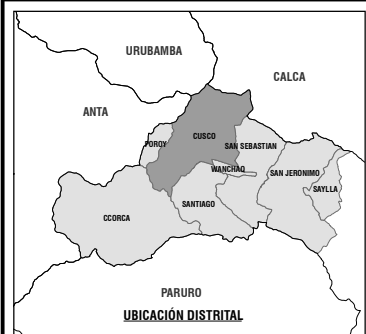 URUBAMBA
CALCA
ANTA
CUSCO
POROY
SAN SEBASTIAN
WANCHAQ
SAN JERONIMO
SAYLLA
SANTIAGO
CCORCA
PARURO
UBICACIÓN DISTRITAL